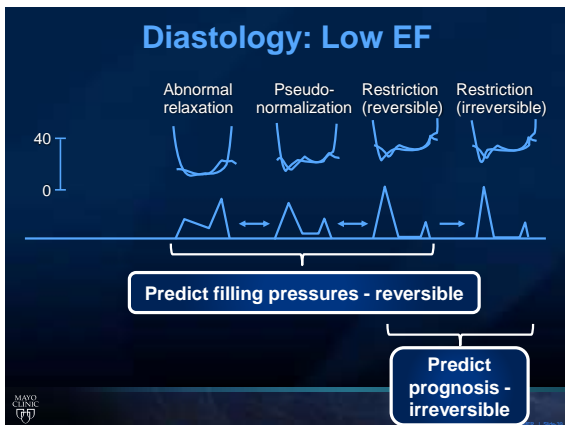 Diastology: Low EF
Abnormal
relaxation
Pseudo-
normalization
Restriction
(reversible)
Restriction
(irreversible)
40
0
Predict filling pressures - reversible
Predict
prognosis -
irreversible
MAYO
CLINIC